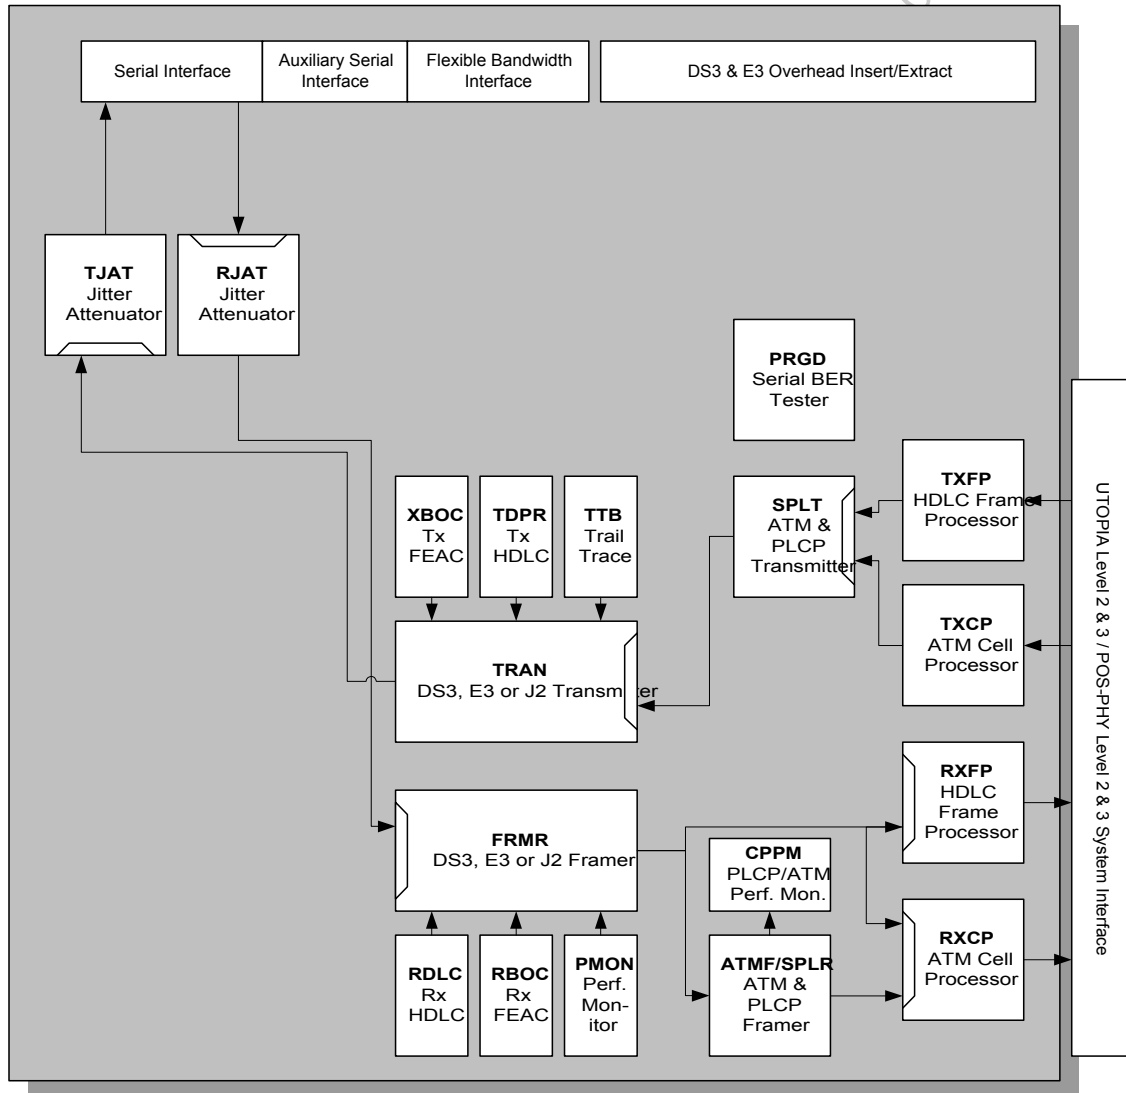 Serial Interface
Auxiliary Serial
Interface
Flexible Bandwidth
Interface
DS3 & E3 Overhead Insert/Extract
TJAT
Jitter
Attenuator
RJAT
Jitter
Attenuator
PRGD
Serial BER
Tester
XBOC
Tx
FEAC
TDPR
Tx
HDLC
TTB
Trail
Trace
SPLT
ATM &
PLCP
Transmitter
TXFP
HDLC Frame
Processor
TXCP
ATM Cell
Processor
TRAN
DS3, E3 or J2 Transmitter
FRMR
DS3, E3 or J2 Framer
RXFP
HDLC
Frame
Processor
CPPM
PLCP/ATM
Perf. Mon.
RDLC
Rx
HDLC
RBOC
Rx
FEAC
PMON
Perf.
Mon-
itor
ATMF/SPLR
ATM &
PLCP
Framer
RXCP
ATM Cell
Processor
UTOPIA Level 2 & 3 / POS-PHY Level 2 & 3 System Interface